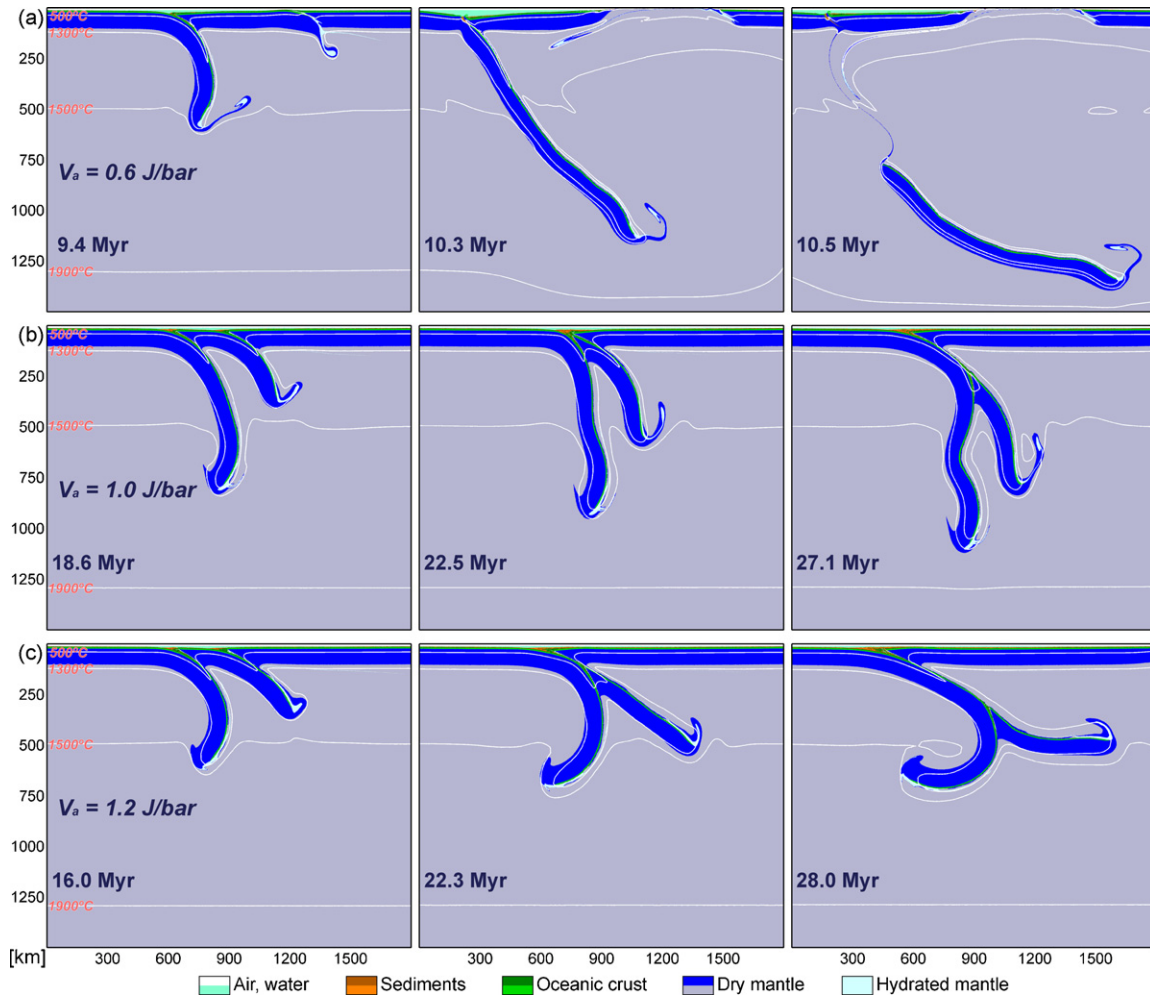 (a)
500°C
1300°C
250
500
1500°C
750
Vₐ = 0.6 J/bar
1000
9.4 Myr
10.3 Myr
10.5 Myr
1250
1900°C
(b)
500°C
1300°C
250
500
1500°C
750
Vₐ = 1.0 J/bar
1000
18.6 Myr
22.5 Myr
27.1 Myr
1250
1900°C
(c)
500°C
1300°C
250
500
1500°C
750
Vₐ = 1.2 J/bar
1000
16.0 Myr
22.3 Myr
28.0 Myr
1250
1900°C
[km] 300 600 900 1200 1500 300 600 900 1200 1500 300 600 900 1200 1500
Air, water Sediments Oceanic crust Dry mantle Hydrated mantle